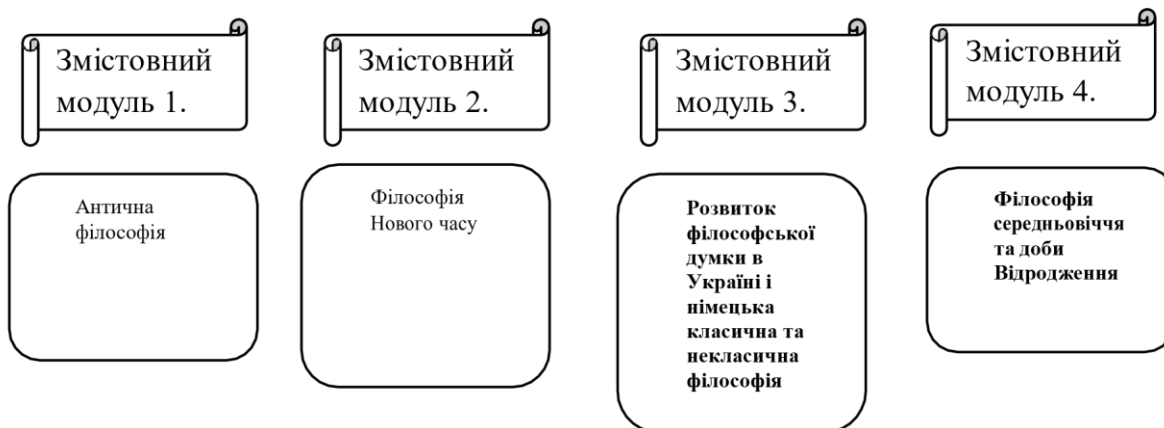 Змістовний
модуль 1.
Змістовний
модуль 2.
Змістовний
модуль 3.
Змістовний
модуль 4.
Антична
філософія
Філософія
Нового часу
Розвиток
філософської
думки в
Україні і
німецька
класична та
некласична
філософія
Філософія
середньовіччя
та доби
Відродження